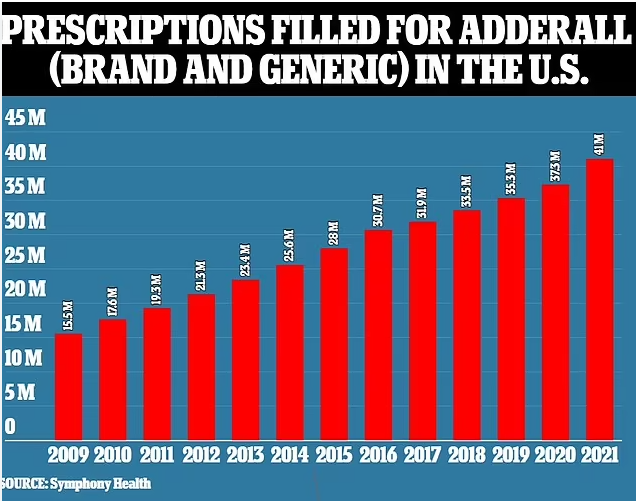 PRESCRIPTIONS FILLED FOR ADDERALL
(BRAND AND GENERIC) IN THE U.S.
45 M
40 M
35 M
30 M
25 M
20 M
15 M
10 M
5 M
0
15.5 M
17.6 M
19.3 M
21.3 M
23.4 M
25.6 M
28 M
30.7 M
31.9 M
33.5 M
35.3 M
37.3 M
41 M
2009 2010 2011 2012 2013 2014 2015 2016 2017 2018 2019 2020 2021
SOURCE: Symphony Health